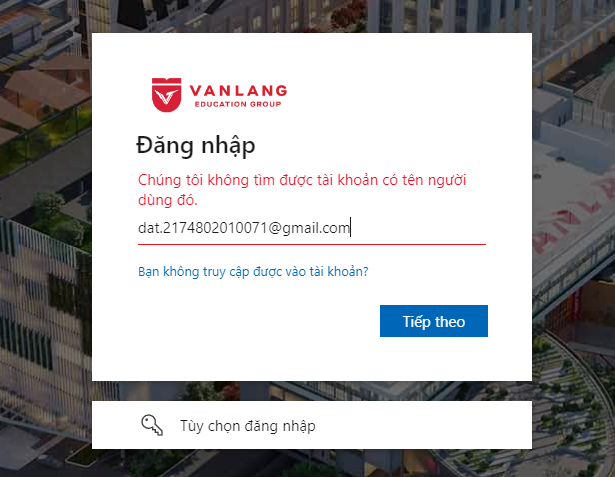 VANLANG
EDUCATION GROUP
Đăng nhập
Chúng tôi không tìm được tài khoản có tên người
dùng đó.
dat.2174802010071@gmail.com
Bạn không truy cập được vào tài khoản?
Tiếp theo
Tùy chọn đăng nhập